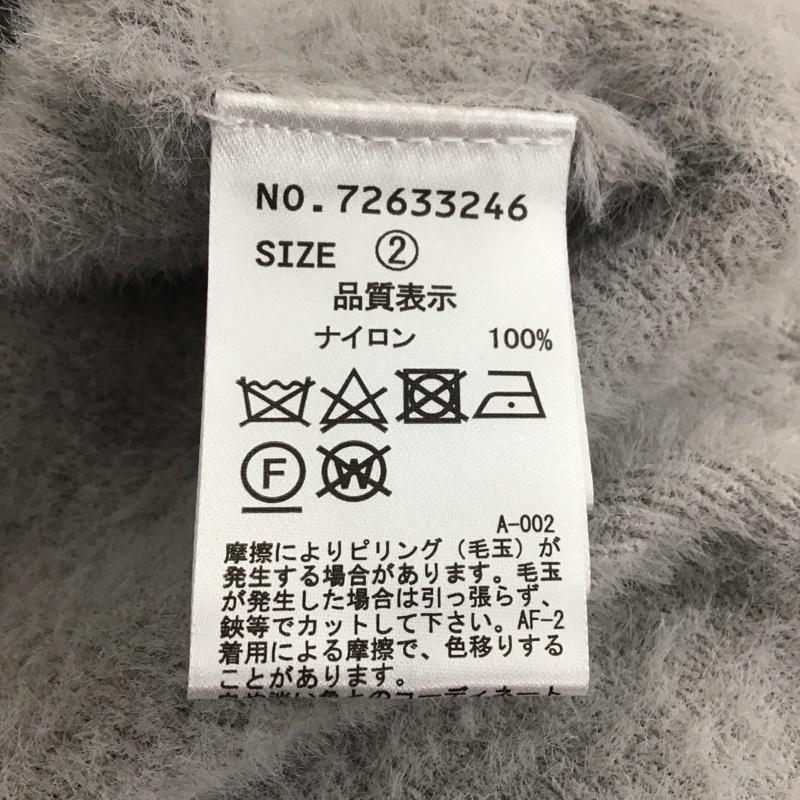 NO.72633246
SIZE ②
品質表示
ナイロン 100%
F W
A-002
摩擦によりピリング（毛玉）が
発生する場合があります。毛玉
が発生した場合は引っ張らず、
鋏等でカットして下さい。AF-2
着用による摩擦で、色移りする
ことがあります。